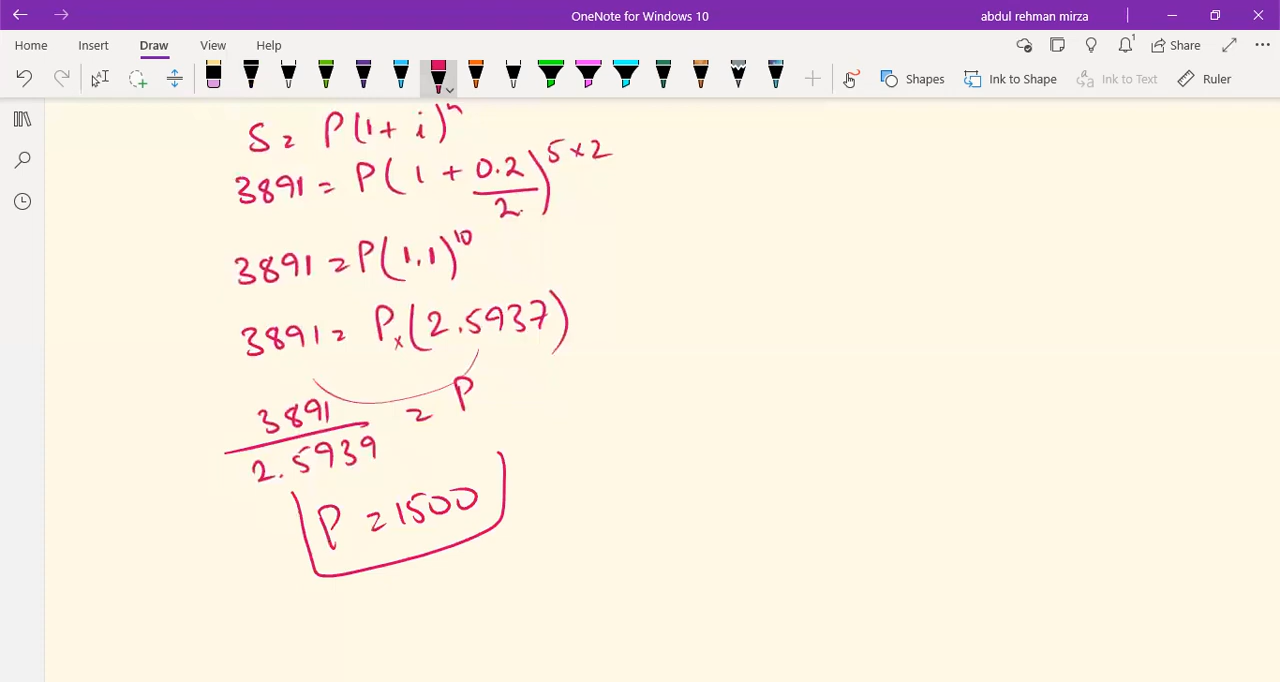 OneNote for Windows 10
abdul rehman mirza
Home Insert Draw View Help
Share
Shapes Ink to Shape Ink to Text Ruler
S = P(1+ i)^n
3891 = P(1 + 0.2/2)^5×2
3891 = P(1.1)^10
3891 = P×(2.5937)
3891/2.5939 = P
P = 1500